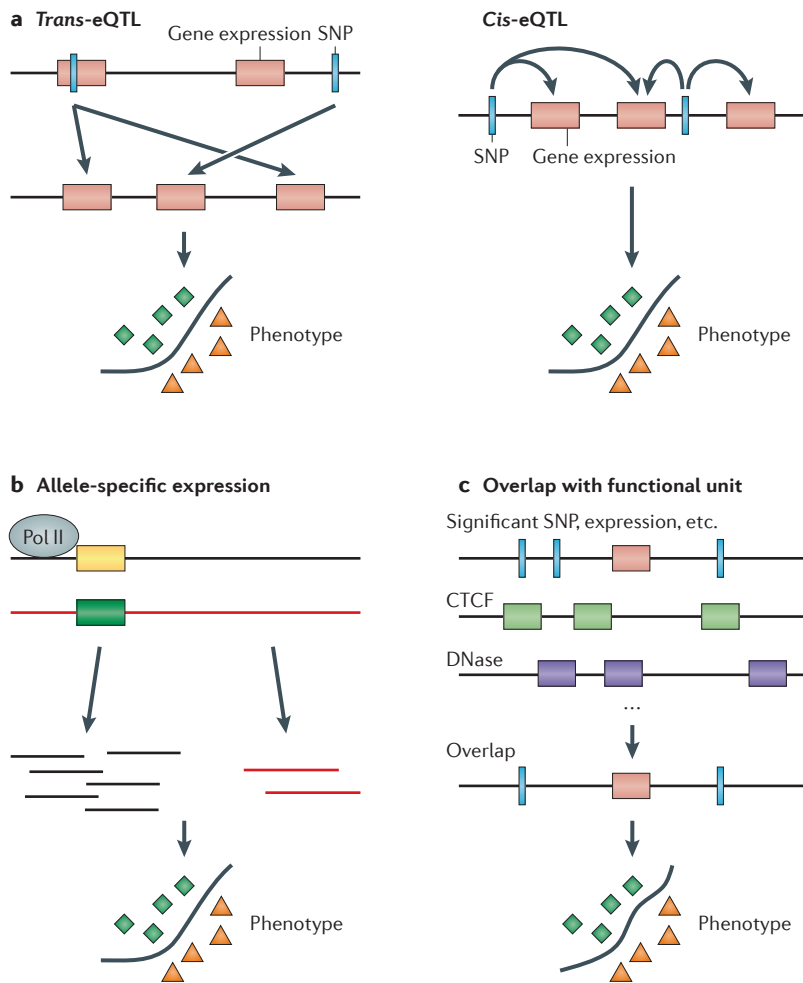 a Trans-eQTL
Gene expression SNP
Phenotype
Cis-eQTL
SNP
Gene expression
Phenotype
b Allele-specific expression
Pol II
Phenotype
c Overlap with functional unit
Significant SNP, expression, etc.
CTCF
DNase
...
Overlap
Phenotype